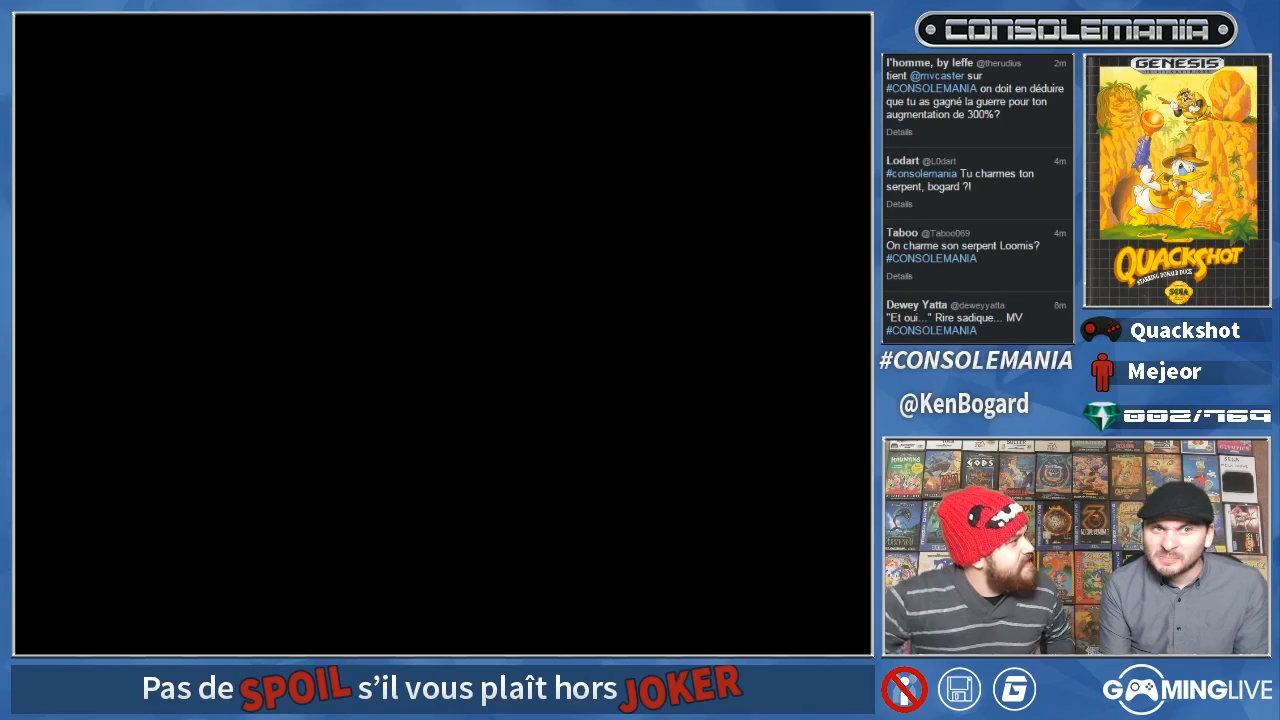 CONSOLEMANIA
l'homme, by leffe @therudius 2m
tient @mvcaster sur
#CONSOLEMANIA on doit en déduire
que tu as gagné la guerre pour ton
augmentation de 300%?
Details
Lodart @L0dart 4m
#consolemania Tu charmes ton
serpent, bogard ?!
Details
Taboo @Taboo069 4m
On charme son serpent Loomis?
#CONSOLEMANIA
Details
Dewey Yatta @deweyyatta 8m
"Et oui..." Rire sadique... MV
#CONSOLEMANIA
GENESIS
QUACKSHOT
STARRING DONALD DUCK
SEGA
#CONSOLEMANIA
@KenBogard
Quackshot
Mejeor
002/769
GODS
Pas de SPOIL s'il vous plaît hors JOKER
G
GAMINGLIVE